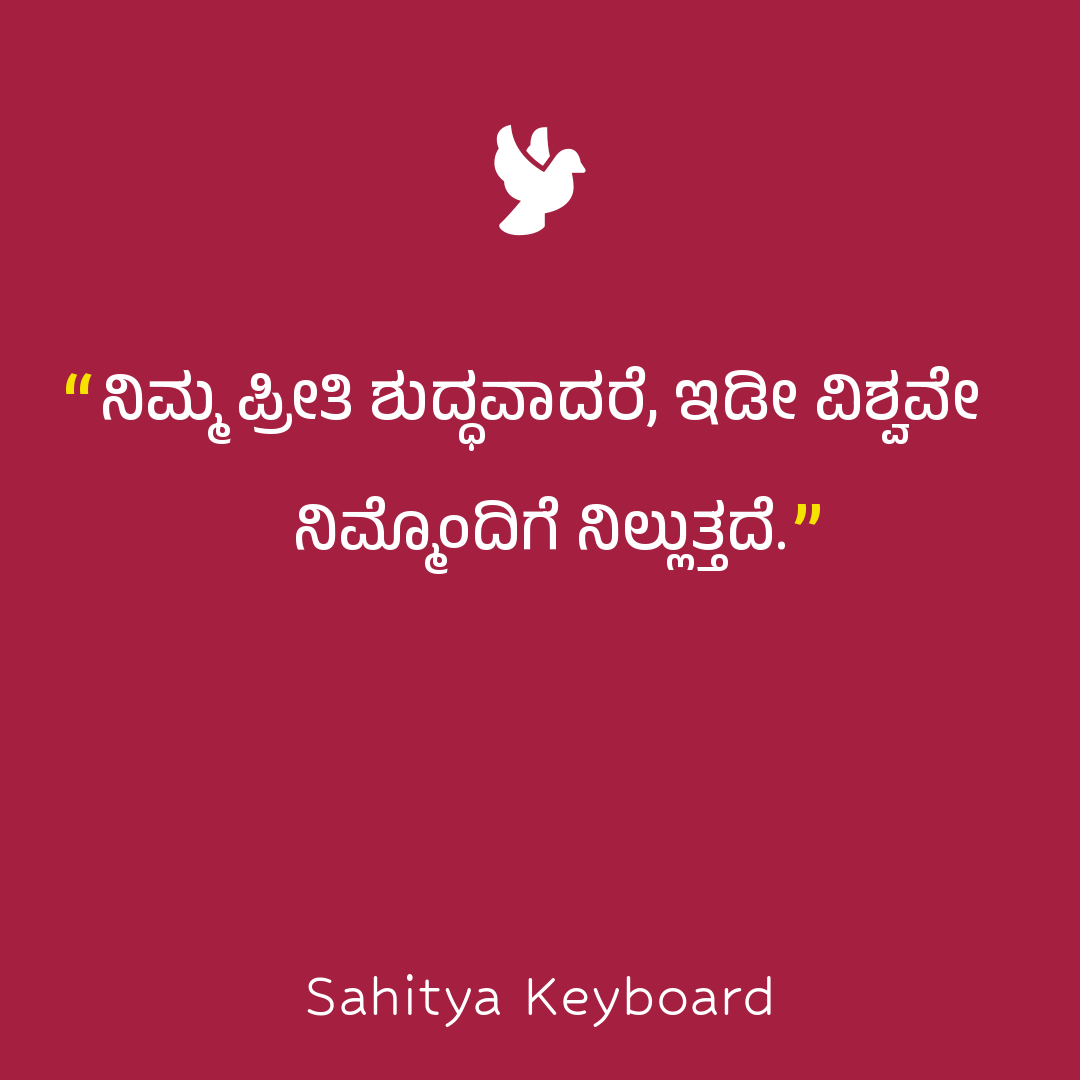 “ನಿಮ್ಮ ಪ್ರೀತಿ ಶುದ್ಧವಾದರೆ, ಇಡೀ ವಿಶ್ವವೇ
ನಿಮ್ಮೊಂದಿಗೆ ನಿಲ್ಲುತ್ತದೆ.”
Sahitya Keyboard